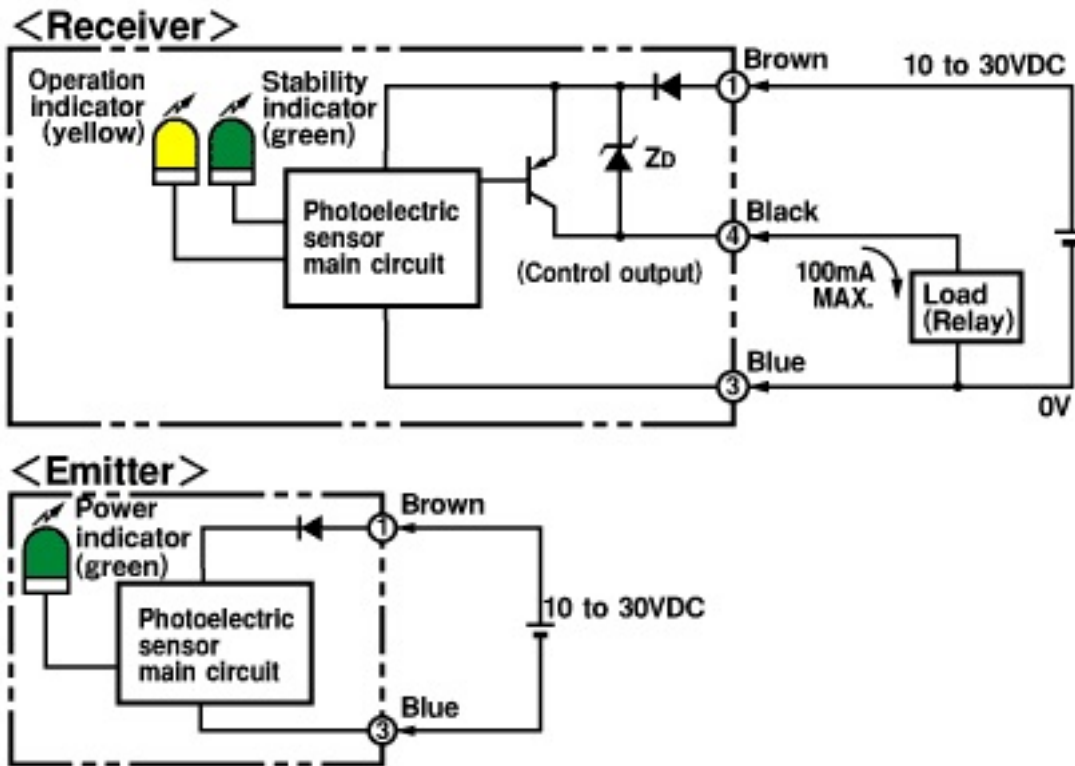 <Receiver>
Operation
indicator
(yellow)
Stability
indicator
(green)
Photoelectric
sensor
main circuit
ZD
(Control output)
① Brown
10 to 30VDC
④ Black
100mA
MAX.
Load
(Relay)
③ Blue
0V
<Emitter>
Power
indicator
(green)
Photoelectric
sensor
main circuit
① Brown
10 to 30VDC
③ Blue